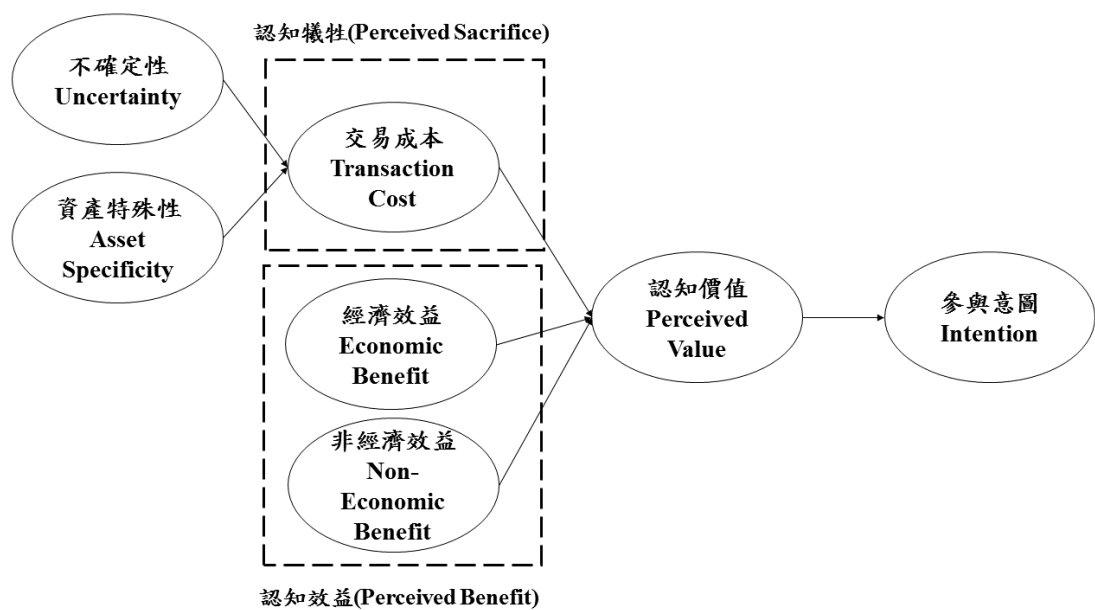 認知犧牲(Perceived Sacrifice)
不確定性
Uncertainty
交易成本
Transaction
Cost
資產特殊性
Asset
Specificity
經濟效益
Economic
Benefit
非經濟效益
Non-
Economic
Benefit
認知效益(Perceived Benefit)
認知價值
Perceived
Value
參與意圖
Intention